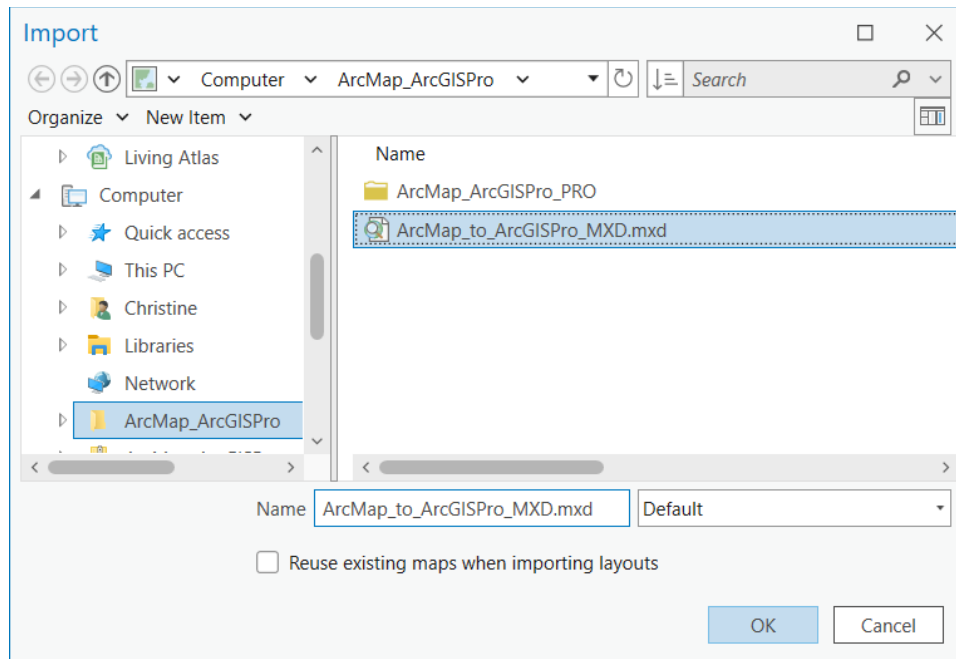 Import
Computer ArcMap_ArcGISPro Search
Organize New Item
Living Atlas
Computer
Quick access
This PC
Christine
Libraries
Network
ArcMap_ArcGISPro
Name
ArcMap_ArcGISPro_PRO
ArcMap_to_ArcGISPro_MXD.mxd
Name ArcMap_to_ArcGISPro_MXD.mxd Default
Reuse existing maps when importing layouts
OK Cancel